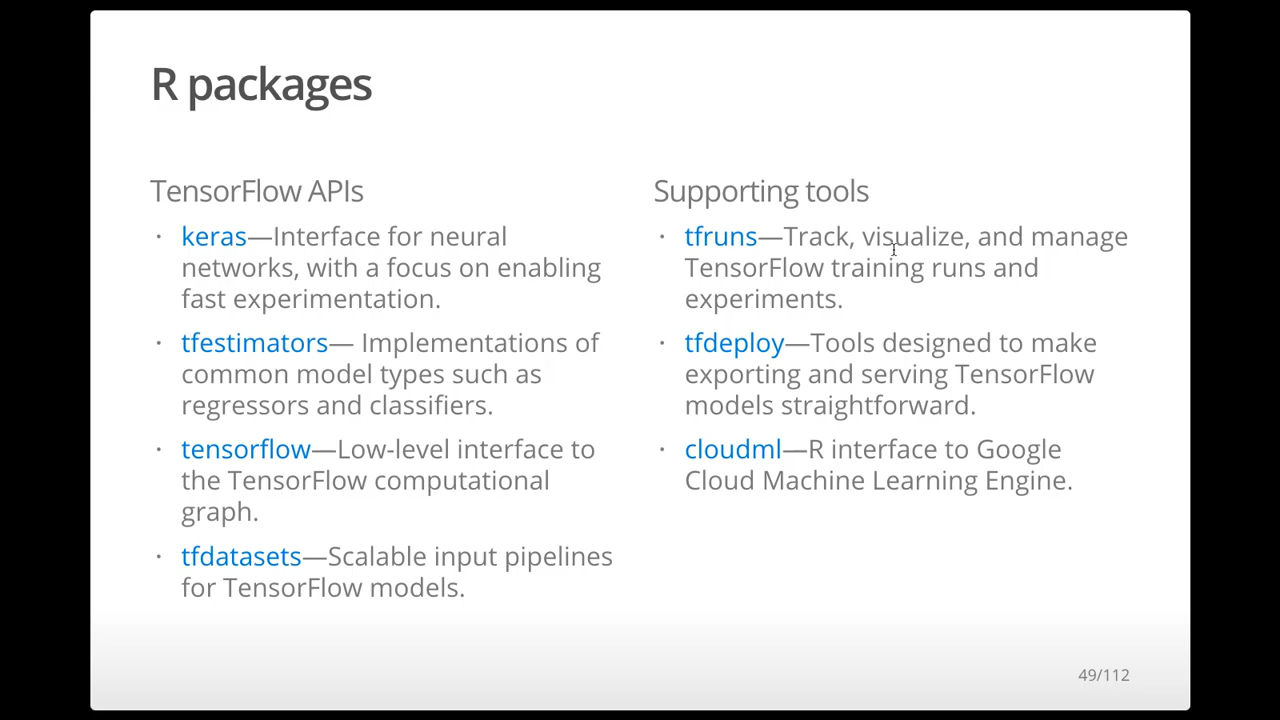 R packages
TensorFlow APIs
· keras—Interface for neural
networks, with a focus on enabling
fast experimentation.
· tfestimators— Implementations of
common model types such as
regressors and classifiers.
· tensorflow—Low-level interface to
the TensorFlow computational
graph.
· tfdatasets—Scalable input pipelines
for TensorFlow models.
Supporting tools
· tfruns—Track, visualize, and manage
TensorFlow training runs and
experiments.
· tfdeploy—Tools designed to make
exporting and serving TensorFlow
models straightforward.
· cloudml—R interface to Google
Cloud Machine Learning Engine.
49/112